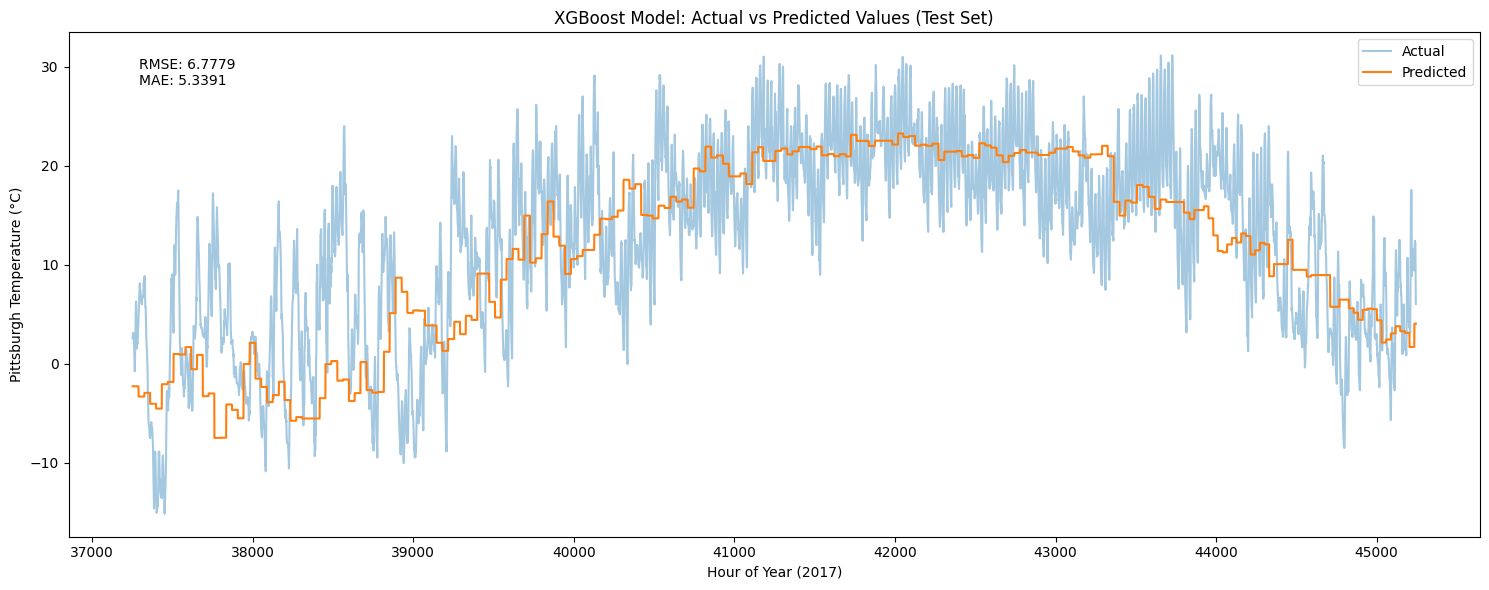 XGBoost Model: Actual vs Predicted Values (Test Set)
RMSE: 6.7779
MAE: 5.3391
Actual
Predicted
Pittsburgh Temperature (°C)
30
20
10
0
−10
37000 38000 39000 40000 41000 42000 43000 44000 45000
Hour of Year (2017)